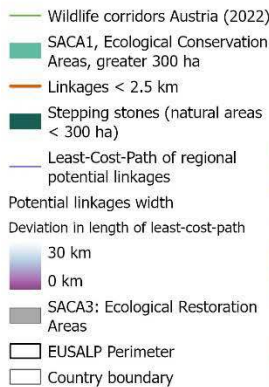 Wildlife corridors Austria (2022)
SACA1, Ecological Conservation
Areas, greater 300 ha
Linkages < 2.5 km
Stepping stones (natural areas
< 300 ha)
Least-Cost-Path of regional
potential linkages
Potential linkages width
Deviation in length of least-cost-path
30 km
0 km
SACA3: Ecological Restoration
Areas
EUSALP Perimeter
Country boundary